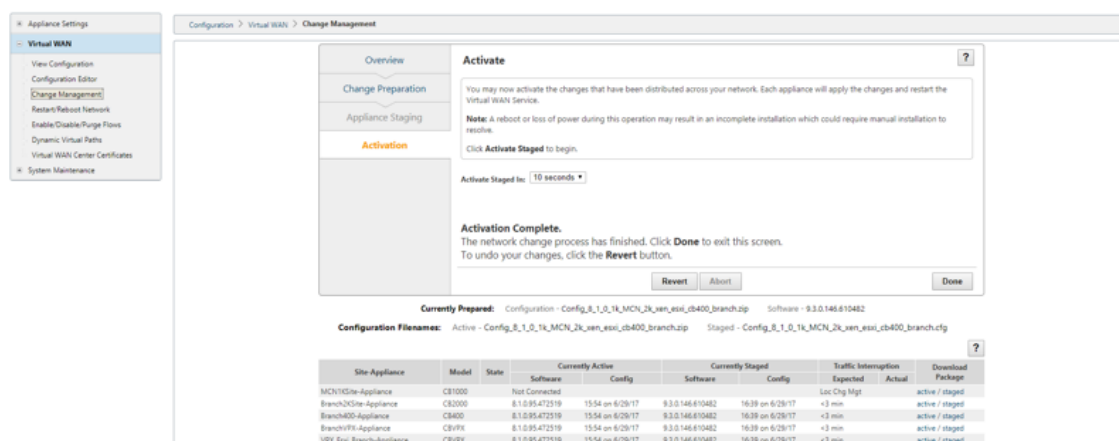 Appliance Settings
Virtual WAN
View Configuration
Configuration Editor
Change Management
Restart/Reboot Network
Enable/Disable/Purge Flows
Dynamic Virtual Paths
Virtual WAN Center Certificates
System Maintenance
Configuration > Virtual WAN > Change Management
Overview
Change Preparation
Appliance Staging
Activation
Activate
?
You may now activate the changes that have been distributed across your network. Each appliance will apply the changes and restart the
Virtual WAN Service.
Note: A reboot or loss of power during this operation may result in an incomplete installation which could require manual installation to
resolve.
Click Activate Staged to begin.
Activate Staged In: 10 seconds
Activation Complete.
The network change process has finished. Click Done to exit this screen.
To undo your changes, click the Revert button.
Revert Abort Done
Currently Prepared: Configuration - Config_8_1_0_1k_MCN_2k_xen_esxi_cb400_branch.zip Software - 9.3.0.146.610482
Configuration Filenames: Active - Config_8_1_0_1k_MCN_2k_xen_esxi_cb400_branch.zip Staged - Config_8_1_0_1k_MCN_2k_xen_esxi_cb400_branch.cfg
?
Site-Appliance Model State Currently Active Currently Staged Traffic Interruption Download Package
Software Config Software Config Expected Actual
MCN1KSite-Appliance CB1000 Not Connected Loc Chg Mgt active / staged
Branch2KSite-Appliance CB2000 8.1.0.95.472519 15:54 on 6/29/17 9.3.0.146.610482 16:39 on 6/29/17 <3 min active / staged
Branch400-Appliance CB400 8.1.0.95.472519 15:54 on 6/29/17 9.3.0.146.610482 16:39 on 6/29/17 <3 min active / staged
BranchVPX-Appliance CBVPX 8.1.0.95.472519 15:54 on 6/29/17 9.3.0.146.610482 16:39 on 6/29/17 <3 min active / staged
VPX_Esxi_Branch-Appliance CBVPX 8.1.0.95.472519 15:54 on 6/29/17 9.3.0.146.610482 16:39 on 6/29/17 <3 min active / staged